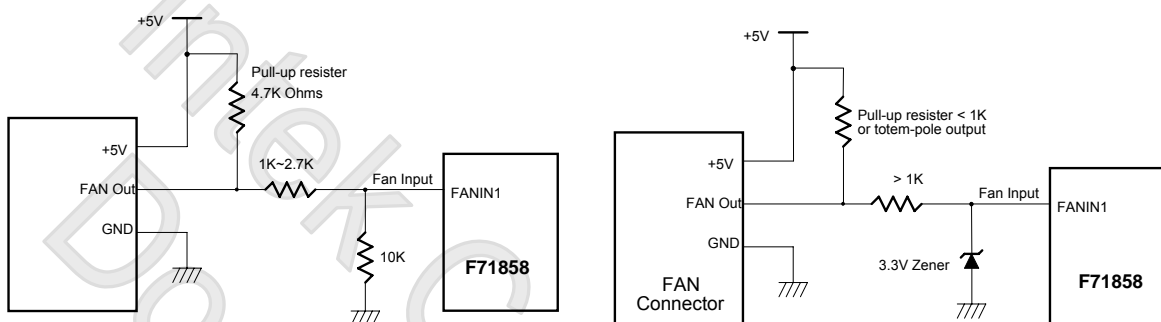 +5V
Pull-up resister
4.7K Ohms
+5V
1K~2.7K
FAN Out
Fan Input
FANIN1
GND
10K
F71858
+5V
Pull-up resister < 1K
or totem-pole output
+5V
> 1K
FAN Out
Fan Input
FANIN1
GND
3.3V Zener
FAN
Connector
F71858
intek